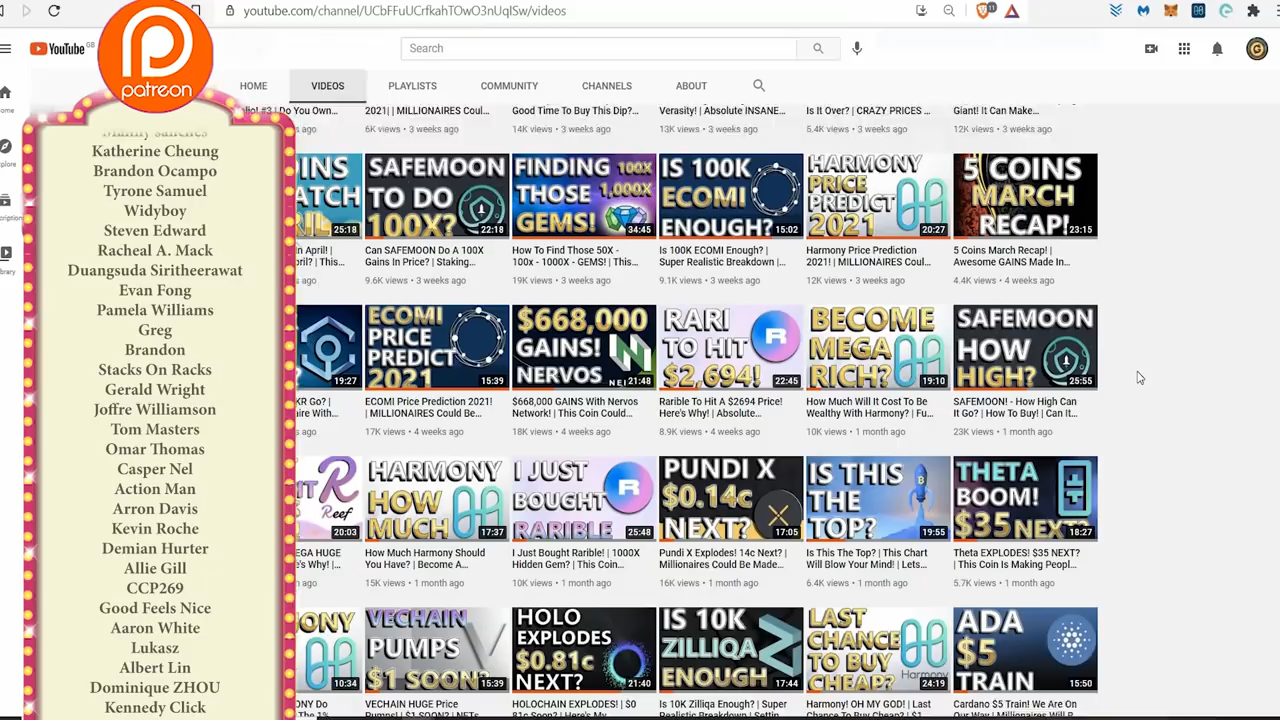 youtube.com/channel/UCbFFuUCrfkahTOwO3nUqlSw/videos
YouTube GB
Search
patreon
HOME
VIDEOS
PLAYLISTS
COMMUNITY
CHANNELS
ABOUT
Katherine Cheung
Brandon Ocampo
Tyrone Samuel
Widyboy
Steven Edward
Racheal A. Mack
Duangsuda Siritheerawat
Evan Fong
Pamela Williams
Greg
Brandon
Stacks On Racks
Gerald Wright
Joffre Williamson
Tom Masters
Omar Thomas
Casper Nel
Action Man
Arron Davis
Kevin Roche
Demian Hurter
Allie Gill
CCP269
Good Feels Nice
Aaron White
Lukasz
Albert Lin
Dominique ZHOU
Kennedy Click
#3 | Do You Own...
s ago
2021| | MILLIONAIRES Coul...
6K views • 3 weeks ago
Good Time To Buy This Dip?...
14K views • 3 weeks ago
Verasity! | Absolute INSANE...
13K views • 3 weeks ago
Is It Over? | CRAZY PRICES -
5.4K views • 3 weeks ago
Giant! It Can Make...
12K views • 3 weeks ago
25:18
in April! |
s ago
SAFEMOON
TO DO
100X?
22:18
Can SAFEMOON Do A 100X
Gains In Price? | Staking...
9.6K views • 3 weeks ago
FINDING 100X
THOSE 1,000X
GEMS!
34:45
How To Find Those 50X -
100x - 1000X - GEMS! | This...
19K views • 3 weeks ago
IS 100K
ECOMI
ENOUGH?
15:02
Is 100K ECOMI Enough? |
Super Realistic Breakdown |...
9.1K views • 3 weeks ago
HARMONY
PRICE
PREDICT
2021
20:27
Harmony Price Prediction
2021! | MILLIONAIRES Coul...
12K views • 3 weeks ago
5 COINS
MARCH
RECAP!
23:15
5 Coins March Recap! |
Awesome GAINS Made In...
4.4K views • 4 weeks ago
19:27
s ago
ECOMI
PRICE
PREDICT
2021
15:39
ECOMI Price Prediction 2021!
| MILLIONAIRES Could Be...
17K views • 4 weeks ago
$668,000
GAINS!
NERVOS
21:48
$668,000 GAINS With Nervos
Network! | This Coin Could...
18K views • 4 weeks ago
RARI
TO HIT
$2,694!
22:45
Rarible To Hit A $2694 Price!
Here's Why! | Absolute...
8.9K views • 4 weeks ago
BECOME
MEGA
RICH?
19:10
How Much Will It Cost To Be
Wealthy With Harmony? | Fu...
10K views • 1 month ago
SAFEMOON
HOW
HIGH?
25:55
SAFEMOON! - How High Can
It Go? | How To Buy! | Can It...
23K views • 1 month ago
Reef
20:03
s ago
HARMONY
HOW
MUCH
17:37
How Much Harmony Should
You Have? | Become A...
15K views • 1 month ago
I JUST
BOUGHT
RARIBLE
25:48
I Just Bought Rarible! | 1000X
Hidden Gem? | This Coin...
10K views • 1 month ago
PUNDI X
$0.14c
NEXT?
17:05
Pundi X Explodes! 14c Next? |
Millionaires Could Be Made...
16K views • 1 month ago
IS THIS
THE
TOP?
19:55
Is This The Top? | This Chart
Will Blow Your Mind! | Lets...
6.4K views • 1 month ago
THETA
BOOM!
$35 NEXT
18:27
Theta EXPLODES! $35 NEXT?
| This Coin Is Making Peopl...
5.7K views • 1 month ago
10:34
VECHAIN
PUMPS
$1 SOON?
15:39
VECHAIN HUGE Price
HOLO
EXPLODES
$0.81c
NEXT?
21:40
HOLOCHAIN EXPLODES! | $0
IS 10K
ZILLIQA
ENOUGH
17:44
Is 10K Zilliqa Enough? | Super
LAST
CHANCE
TO BUY
CHEAP?
Harmony
24:19
Harmony! OH MY GOD! | Last
ADA
$5
TRAIN
15:50
Cardano $5 Train! | We Are On